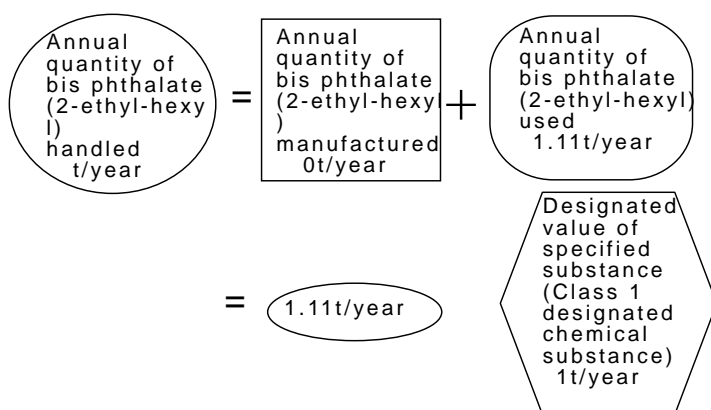 Annual
quantity of
bis phthalate
(2-ethyl-hexy
l)
handled
t/year
=
Annual
quantity of
bis phthalate
(2-ethyl-hexyl
)
manufactured
0t/year
+
Annual
quantity of
bis phthalate
(2-ethyl-hexyl)
used
1.11t/year
=
1.11t/year
Designated
value of
specified
substance
(Class 1
designated
chemical
substance)
1t/year